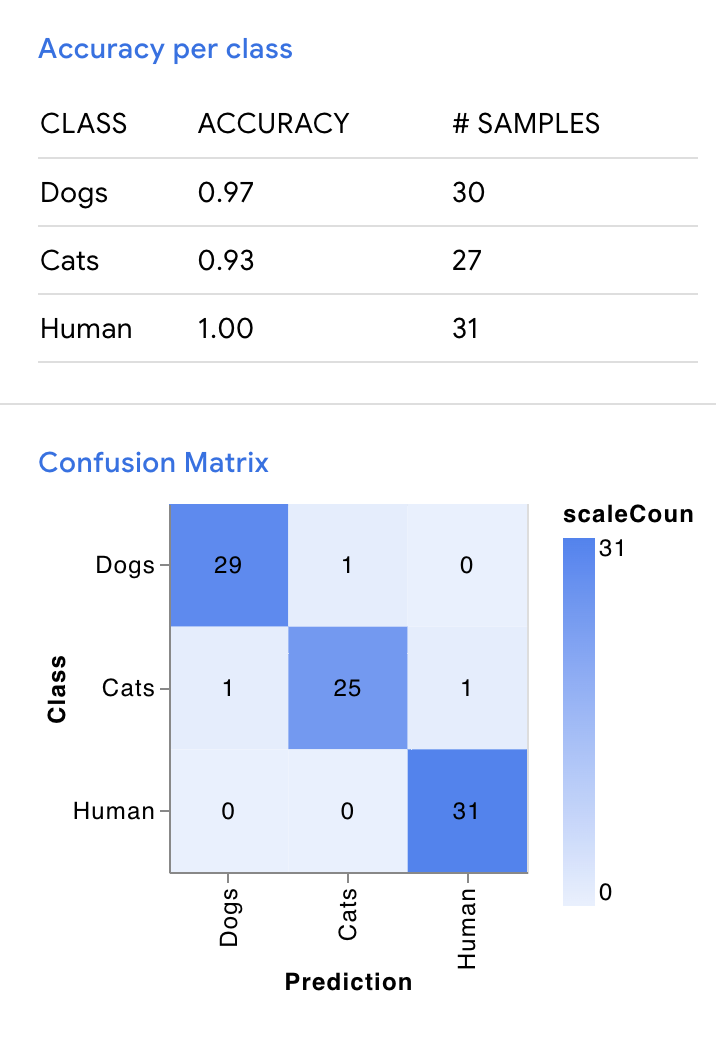 Accuracy per class
CLASS ACCURACY # SAMPLES
Dogs 0.97 30
Cats 0.93 27
Human 1.00 31
Confusion Matrix
scaleCoun
31
Dogs 29 1 0
Class
Cats 1 25 1
Human 0 0 31
0
Dogs Cats Human
Prediction